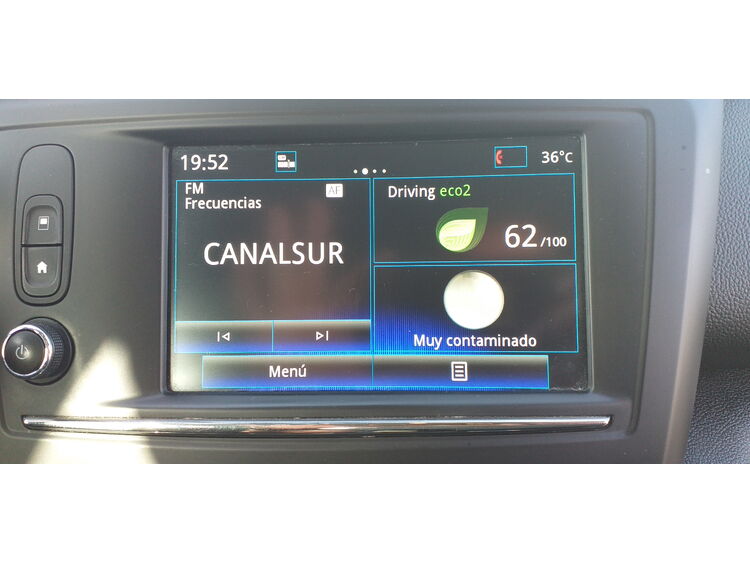 19:52
36°C
FM
AF
Frecuencias
CANALSUR
Driving eco2
62/100
Muy contaminado
Menú